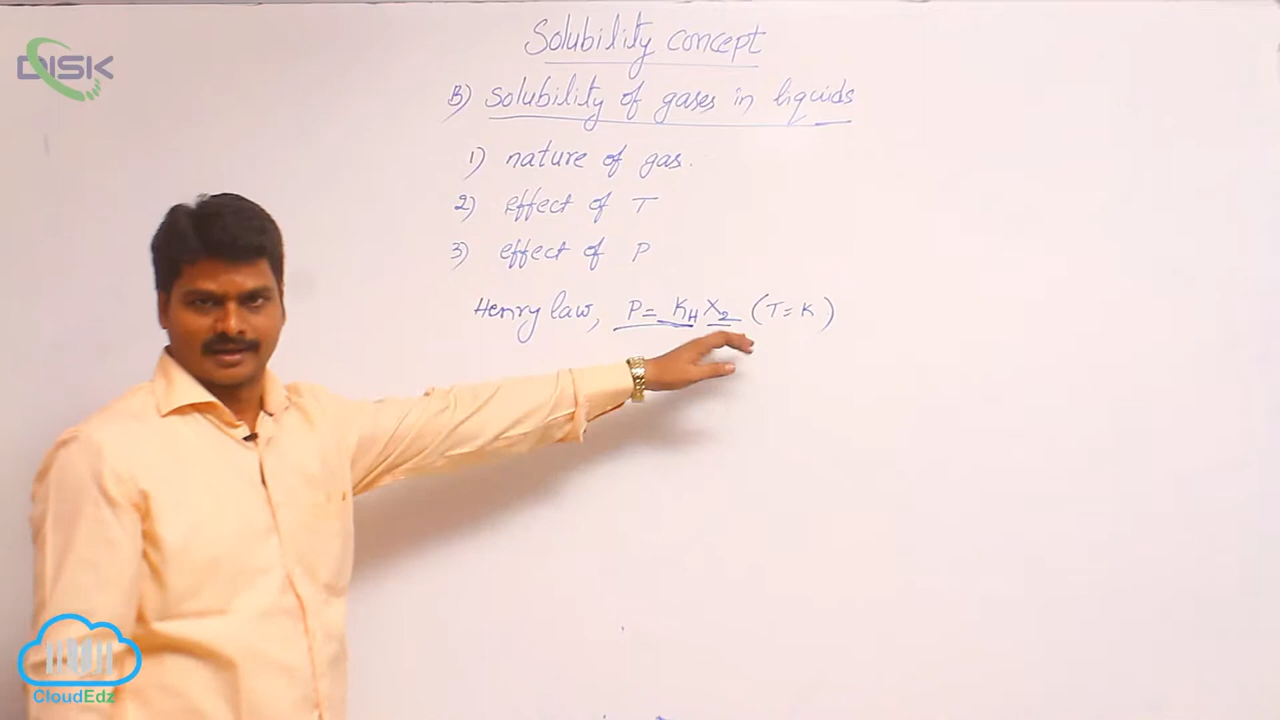 DISK
Solubility concept
B) Solubility of gases in liquids
1) nature of gas.
2) effect of T
3) effect of P
Henry law, P = KH X2 (T = K)
CloudEdz